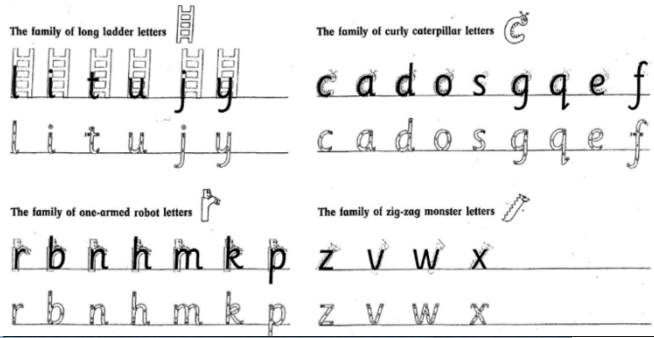 The family of long ladder letters
l i t u j y
l i t u j y
The family of curly caterpillar letters
c a d o s g q e f
c a d o s g q e f
The family of one-armed robot letters
r b n h m k p
r b n h m k p
The family of zig-zag monster letters
z v w x
z v w x